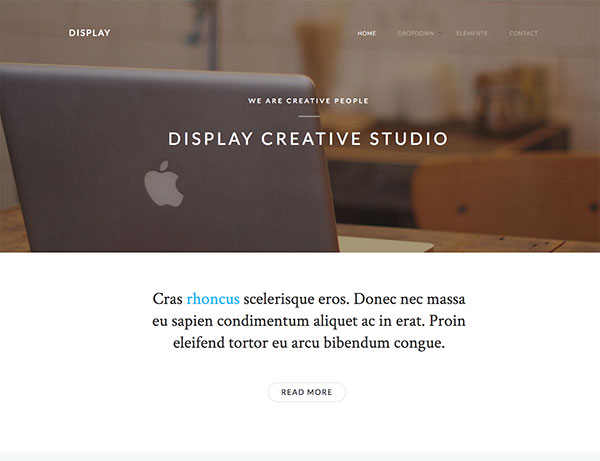 DISPLAY
HOME DROPDOWN ELEMENTS CONTACT
WE ARE CREATIVE PEOPLE
DISPLAY CREATIVE STUDIO
Cras rhoncus scelerisque eros. Donec nec massa
eu sapien condimentum aliquet ac in erat. Proin
eleifend tortor eu arcu bibendum congue.
READ MORE